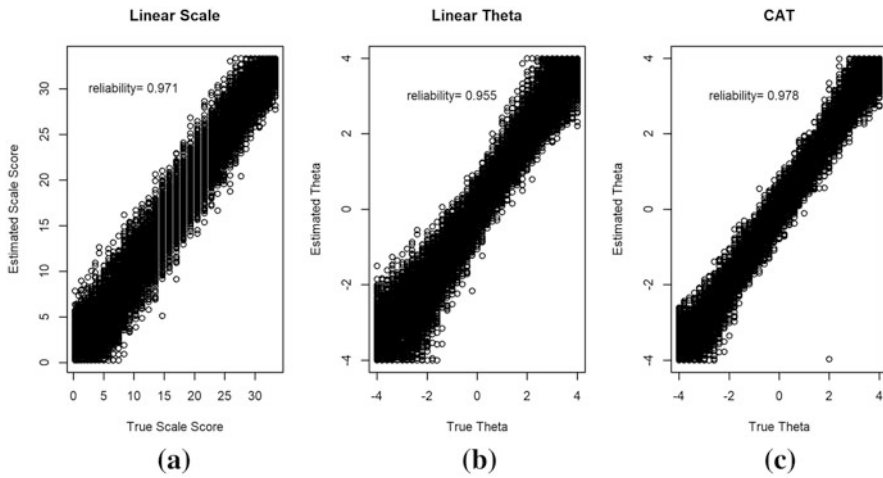 Linear Scale
reliability= 0.971
Estimated Scale Score
0 5 10 15 20 25 30
0 5 10 15 20 25 30
True Scale Score
(a)
Linear Theta
reliability= 0.955
Estimated Theta
-4 -2 0 2 4
-4 -2 0 2 4
True Theta
(b)
CAT
reliability= 0.978
Estimated Theta
-4 -2 0 2 4
-4 -2 0 2 4
True Theta
(c)